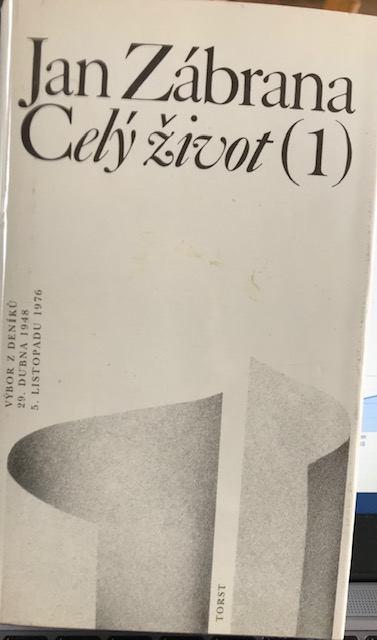 Jan Zábrana
Celý život (1)
VÝBOR Z DENÍKŮ
29. DUBNA 1948
5. LISTOPADU 1976
TORST